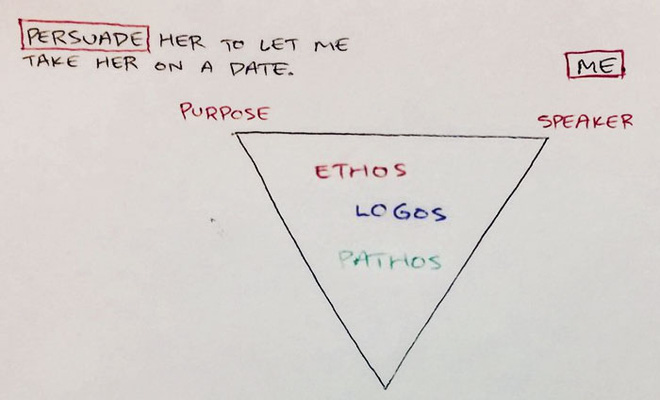 PERSUADE HER TO LET ME
TAKE HER ON A DATE.
ME
PURPOSE
SPEAKER
ETHOS
LOGOS
PATHOS